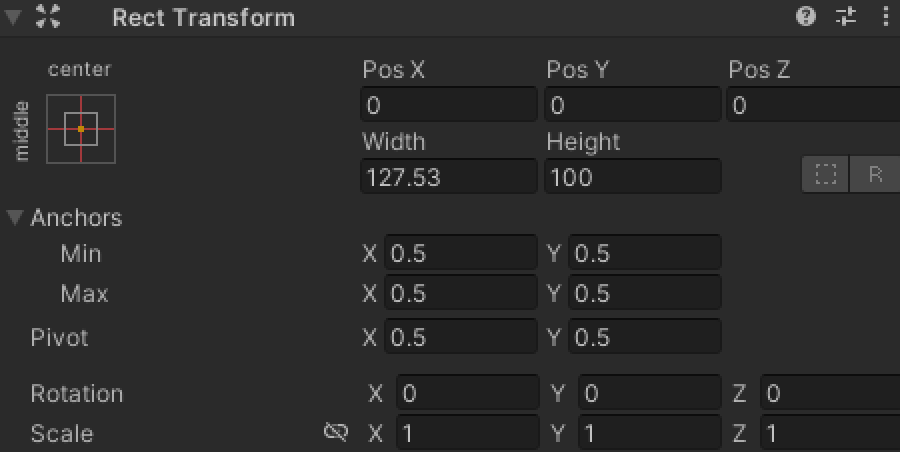 Rect Transform
center
middle
Pos X Pos Y Pos Z
0 0 0
Width Height
127.53 100
R
Anchors
Min X 0.5 Y 0.5
Max X 0.5 Y 0.5
Pivot X 0.5 Y 0.5
Rotation X 0 Y 0 Z 0
Scale X 1 Y 1 Z 1